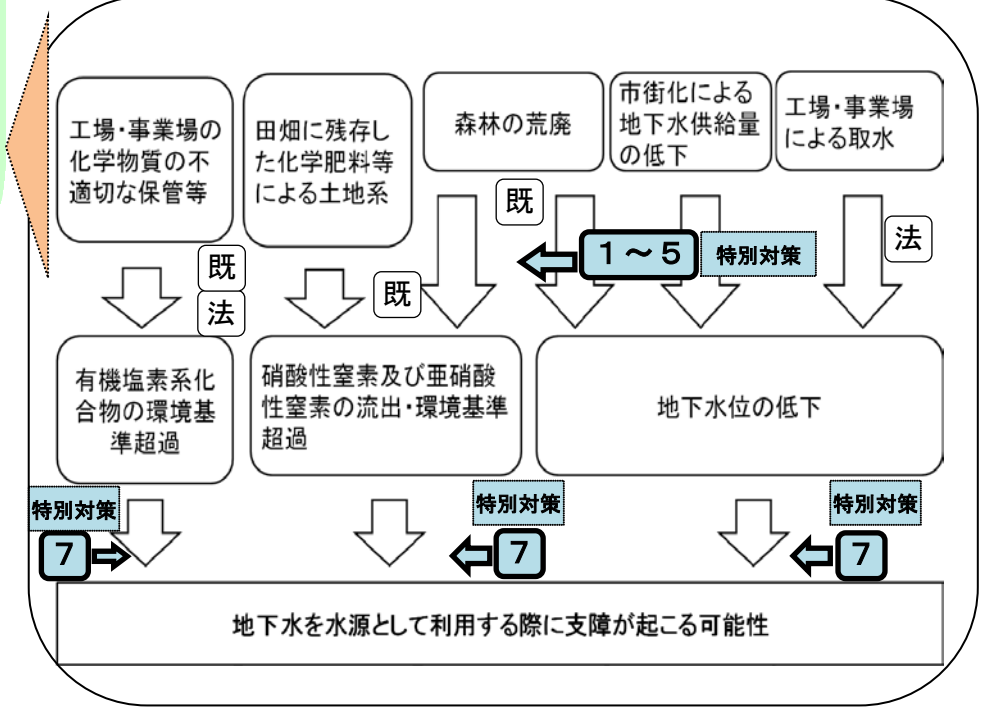 工場・事業場の
化学物質の不
適切な保管等
田畑に残存し
た化学肥料等
による土地系
森林の荒廃
市街化による
地下水供給量
の低下
工場・事業場
による取水
既
法
既
既
1～5
特別対策
法
有機塩素系化
合物の環境基
準超過
硝酸性窒素及び亜硝酸
性窒素の流出・環境基準
超過
地下水位の低下
特別対策
7
特別対策
7
特別対策
7
地下水を水源として利用する際に支障が起こる可能性